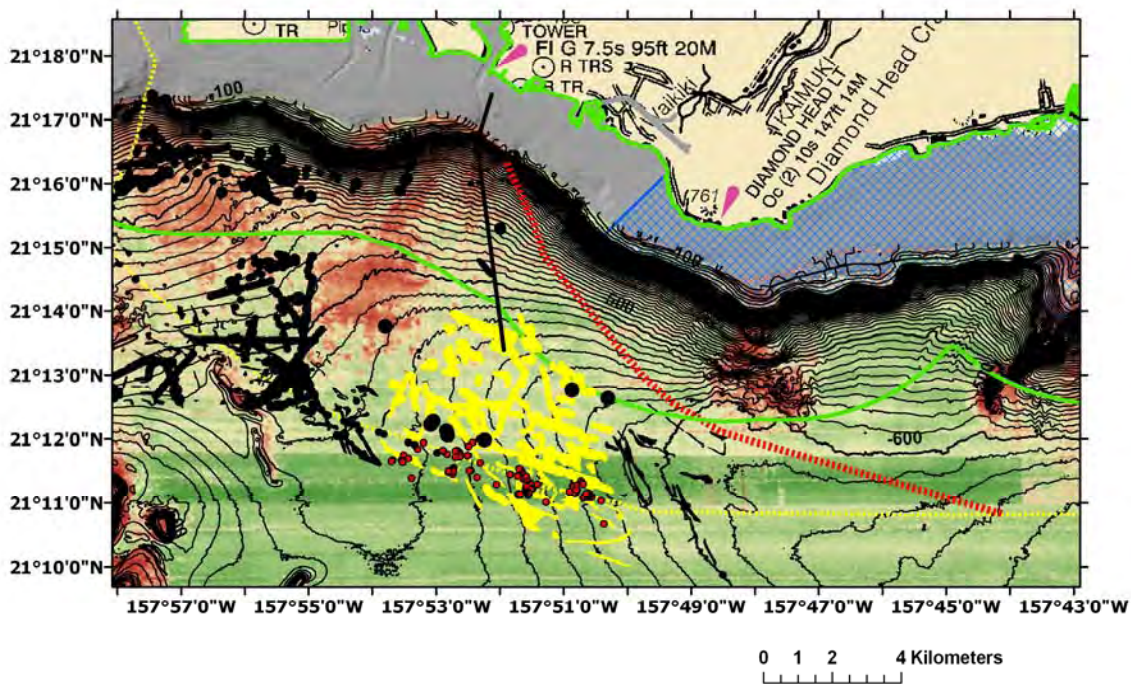 TR
Pip
TOWER
Fl G 7.5s 95ft 20M
R TRS
R TR
Waikiki
KAIMUKI
DIAMOND HEAD LT
Oc (2) 10s 147ft 14M
Diamond Head Cra
761
-100
-100
-500
-600
21°18'0"N
21°17'0"N
21°16'0"N
21°15'0"N
21°14'0"N
21°13'0"N
21°12'0"N
21°11'0"N
21°10'0"N
157°57'0"W
157°55'0"W
157°53'0"W
157°51'0"W
157°49'0"W
157°47'0"W
157°45'0"W
157°43'0"W
0 1 2 4 Kilometers